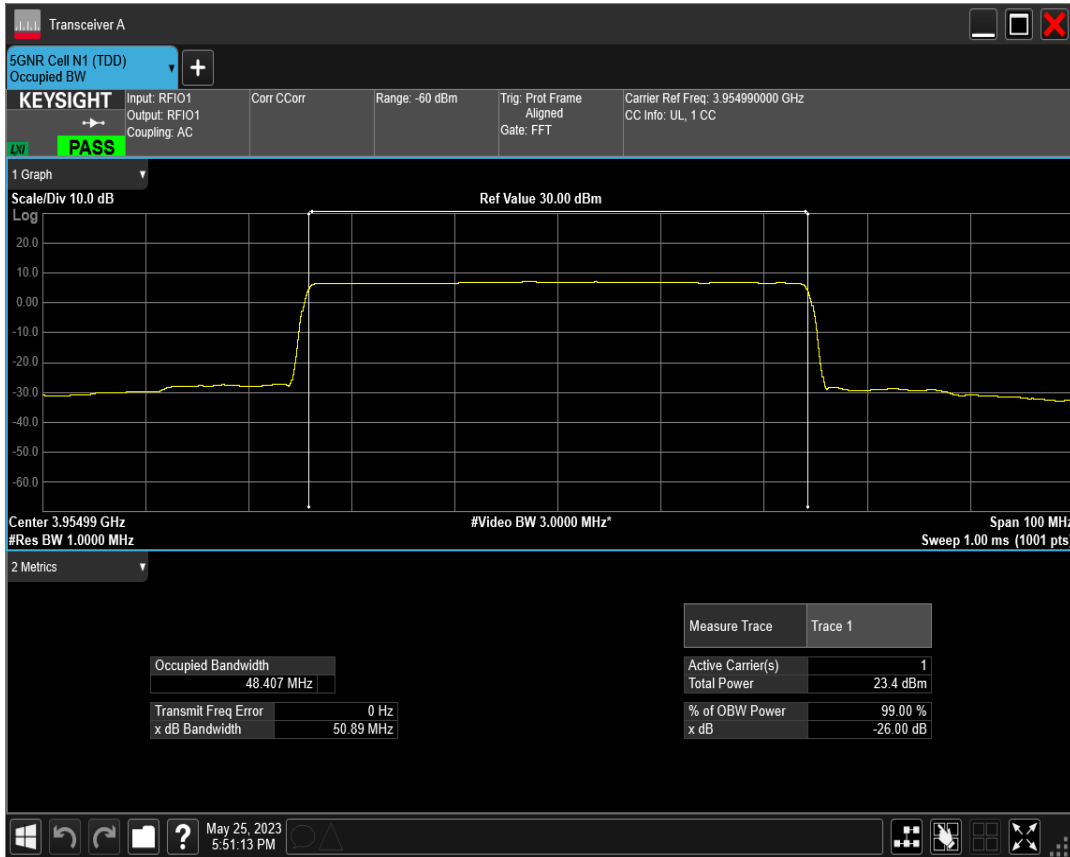 Transceiver A
5GNR Cell N1 (TDD)
Occupied BW
+
KEYSIGHT
LXI
PASS
Input: RFIO1
Output: RFIO1
Coupling: AC
Corr CCorr
Range: -60 dBm
Trig: Prot Frame
Aligned
Gate: FFT
Carrier Ref Freq: 3.954990000 GHz
CC Info: UL, 1 CC
1 Graph
Scale/Div 10.0 dB
Ref Value 30.00 dBm
Log
20.0
10.0
0.00
-10.0
-20.0
-30.0
-40.0
-50.0
-60.0
Center 3.95499 GHz
#Video BW 3.0000 MHz*
Span 100 MHz
#Res BW 1.0000 MHz
Sweep 1.00 ms (1001 pts)
2 Metrics
Measure Trace Trace 1
Occupied Bandwidth
48.407 MHz
Active Carrier(s) 1
Total Power 23.4 dBm
Transmit Freq Error 0 Hz
x dB Bandwidth 50.89 MHz
% of OBW Power 99.00 %
x dB -26.00 dB
?
May 25, 2023
5:51:13 PM